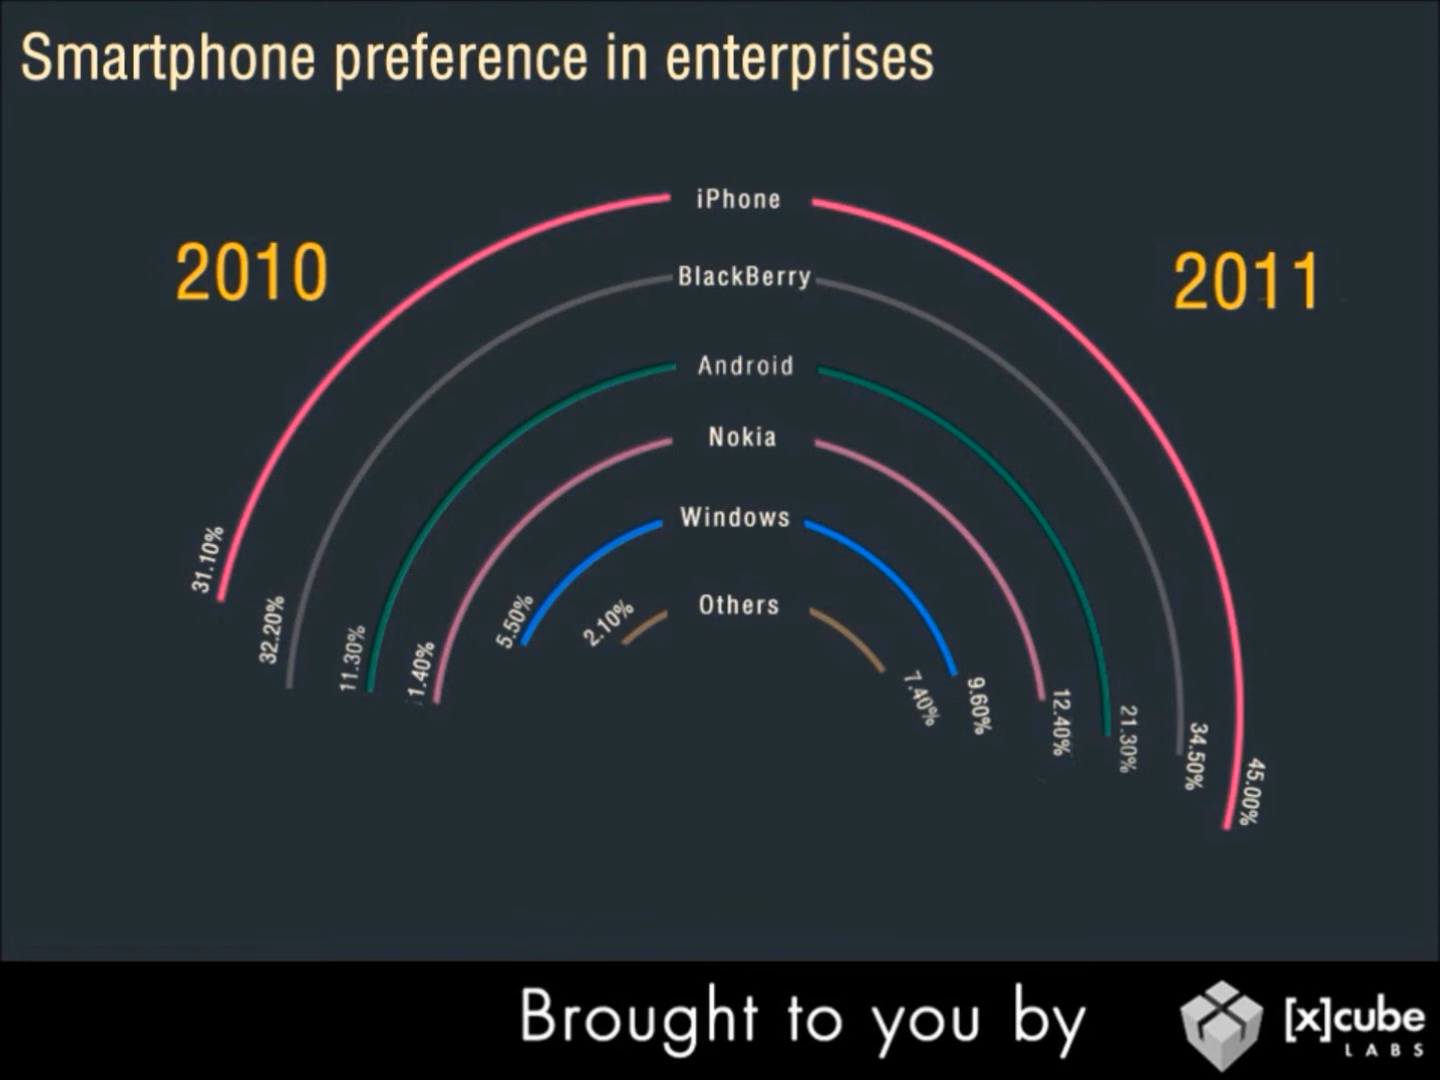 Smartphone preference in enterprises
2010
2011
iPhone
BlackBerry
Android
Nokia
Windows
Others
31.10%
32.20%
11.30%
5.50%
2.10%
7.40%
9.60%
12.40%
21.30%
34.50%
45.00%
Brought to you by
[x]cube
LABS